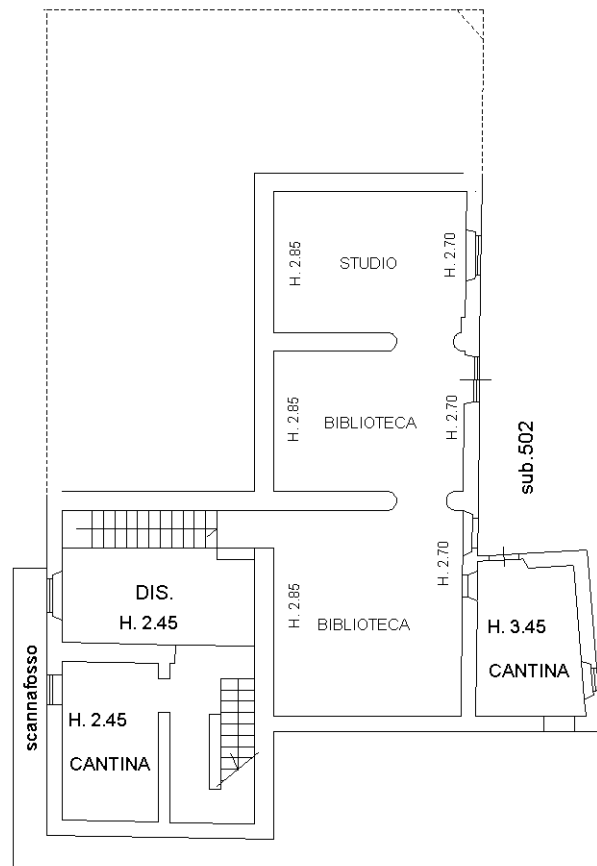 H. 2.85
STUDIO
H. 2.70
H. 2.85
BIBLIOTECA
H. 2.70
sub.502
DIS.
H. 2.45
H. 2.85
BIBLIOTECA
H. 2.70
H. 3.45
CANTINA
scannafosso
H. 2.45
CANTINA